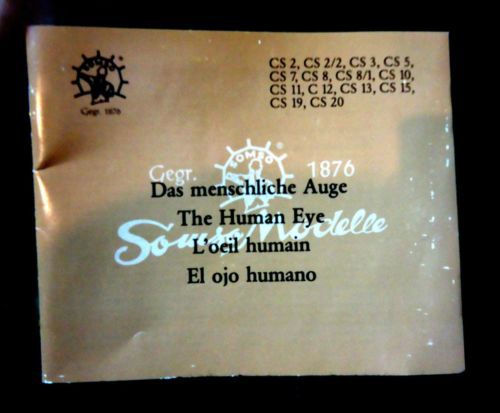 SOMSO
Gegr. 1876
CS 2, CS 2/2, CS 3, CS 5,
CS 7, CS 8, CS 8/1, CS 10,
CS 11, C 12, CS 13, CS 15,
CS 19, CS 20
SOMSO
Gegr. 1876
Das menschliche Auge
The Human Eye
Somso Modelle
L'oeil humain
El ojo humano